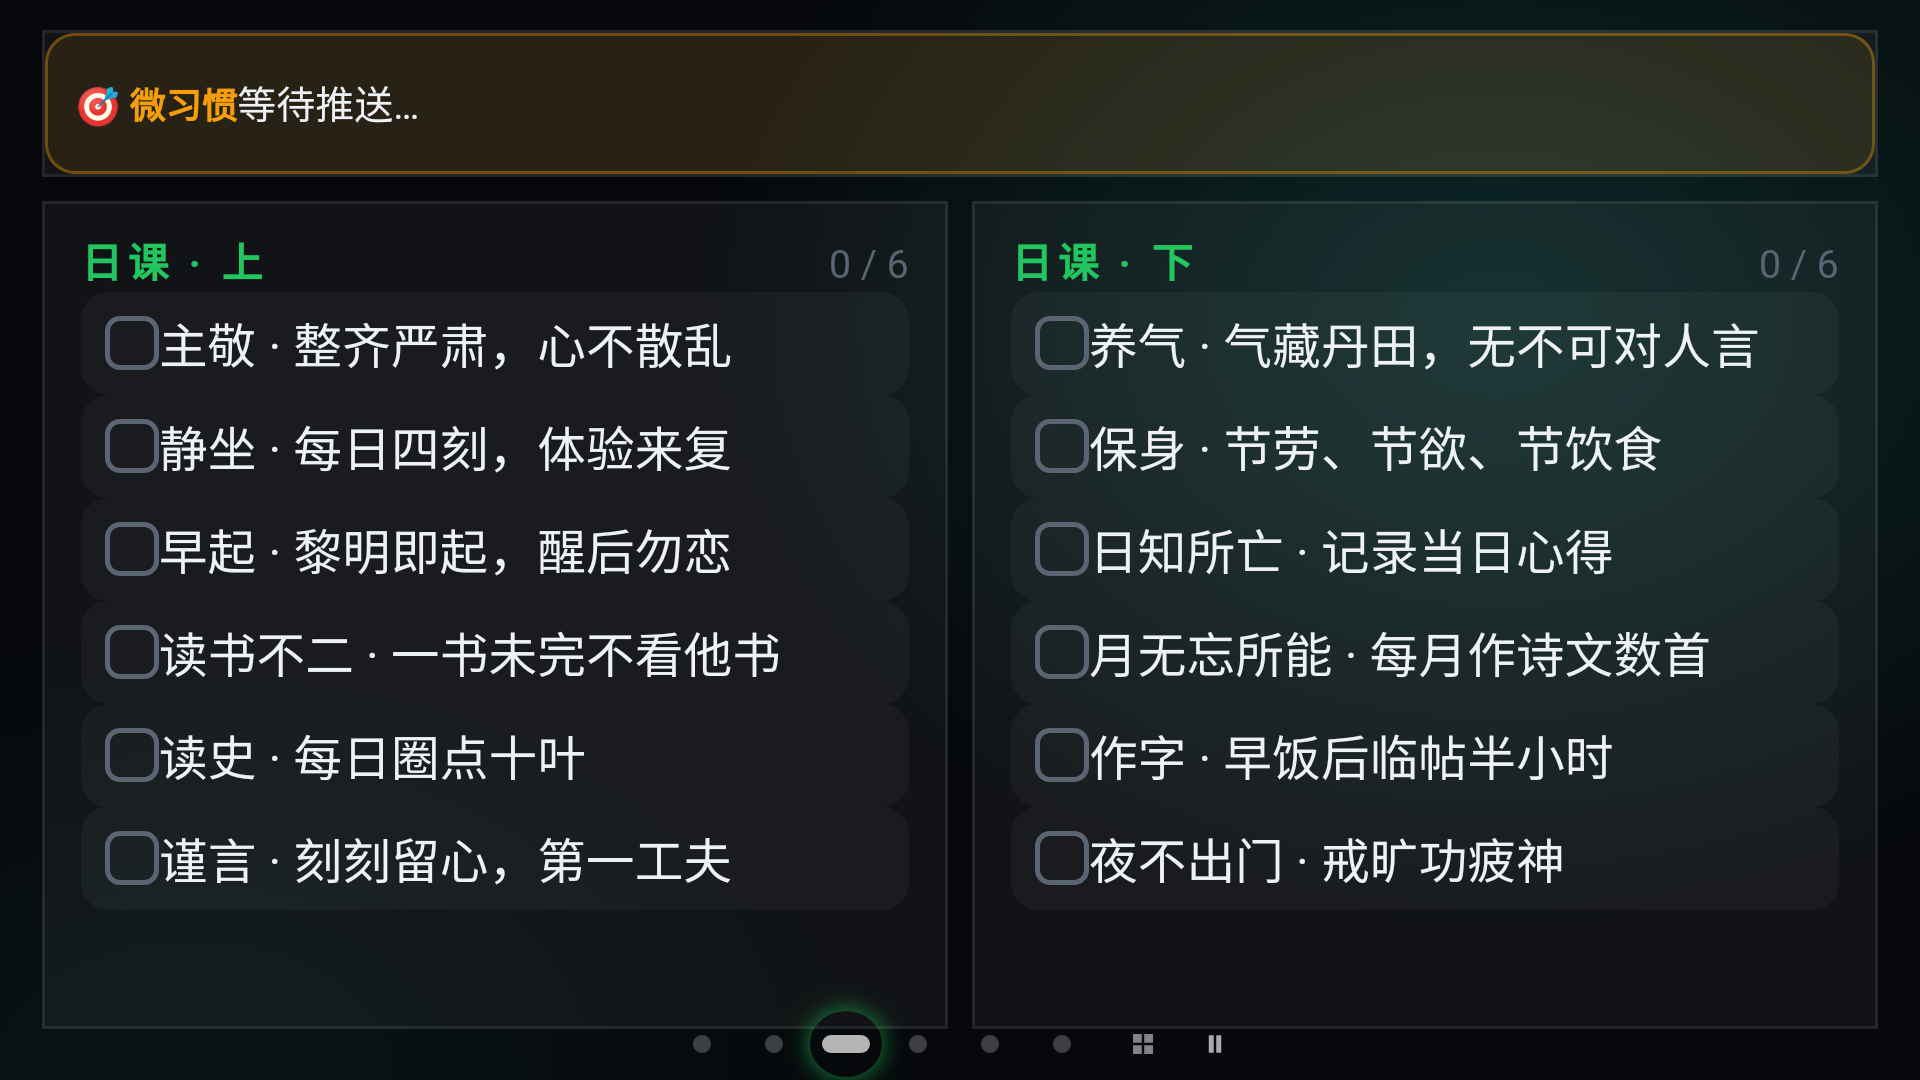 🎯 微习惯等待推送...
日课 · 上
0 / 6
主敬 · 整齐严肃，心不散乱
静坐 · 每日四刻，体验来复
早起 · 黎明即起，醒后勿恋
读书不二 · 一书未完不看他书
读史 · 每日圈点十叶
谨言 · 刻刻留心，第一工夫
日课 · 下
0 / 6
养气 · 气藏丹田，无不可对人言
保身 · 节劳、节欲、节饮食
日知所亡 · 记录当日心得
月无忘所能 · 每月作诗文数首
作字 · 早饭后临帖半小时
夜不出门 · 戒旷功疲神